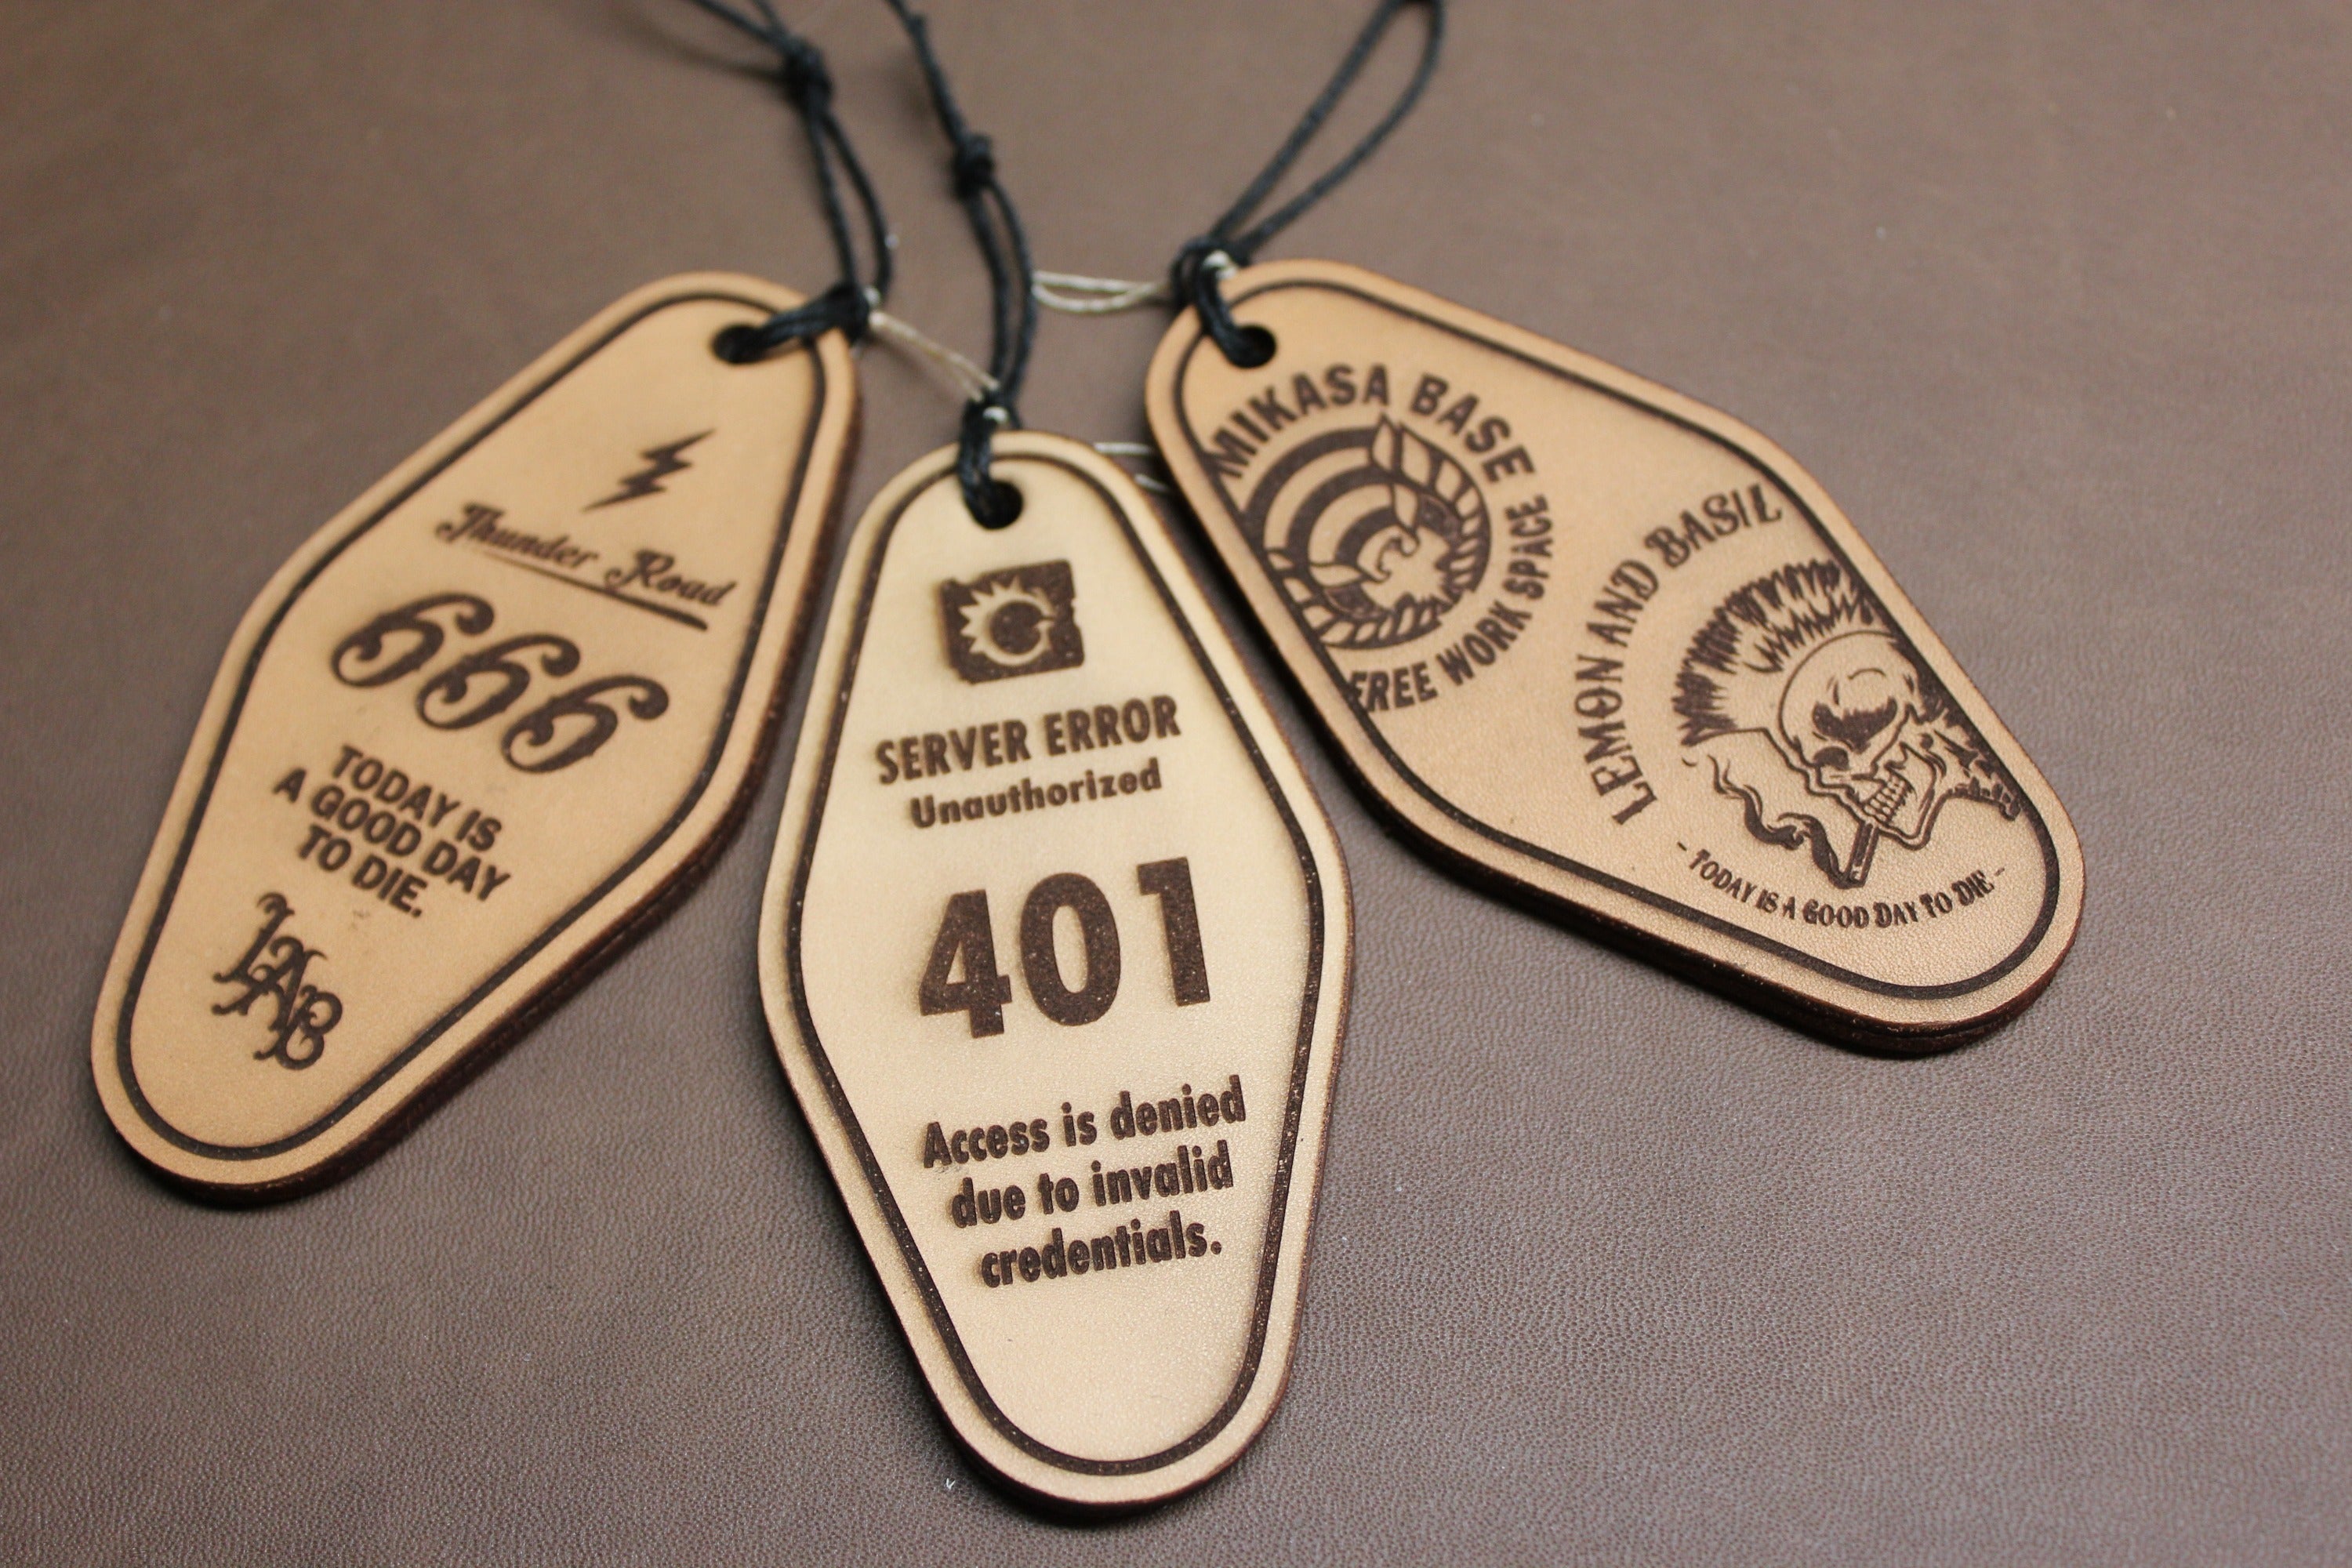 Thunder Road
666
TODAY IS
A GOOD DAY
TO DIE.
LAB
SERVER ERROR
Unauthorized
401
Access is denied
due to invalid
credentials.
MIKASA BASE
FREE WORK SPACE
LEMON AND BASIL
- TODAY IS A GOOD DAY TO DIE -